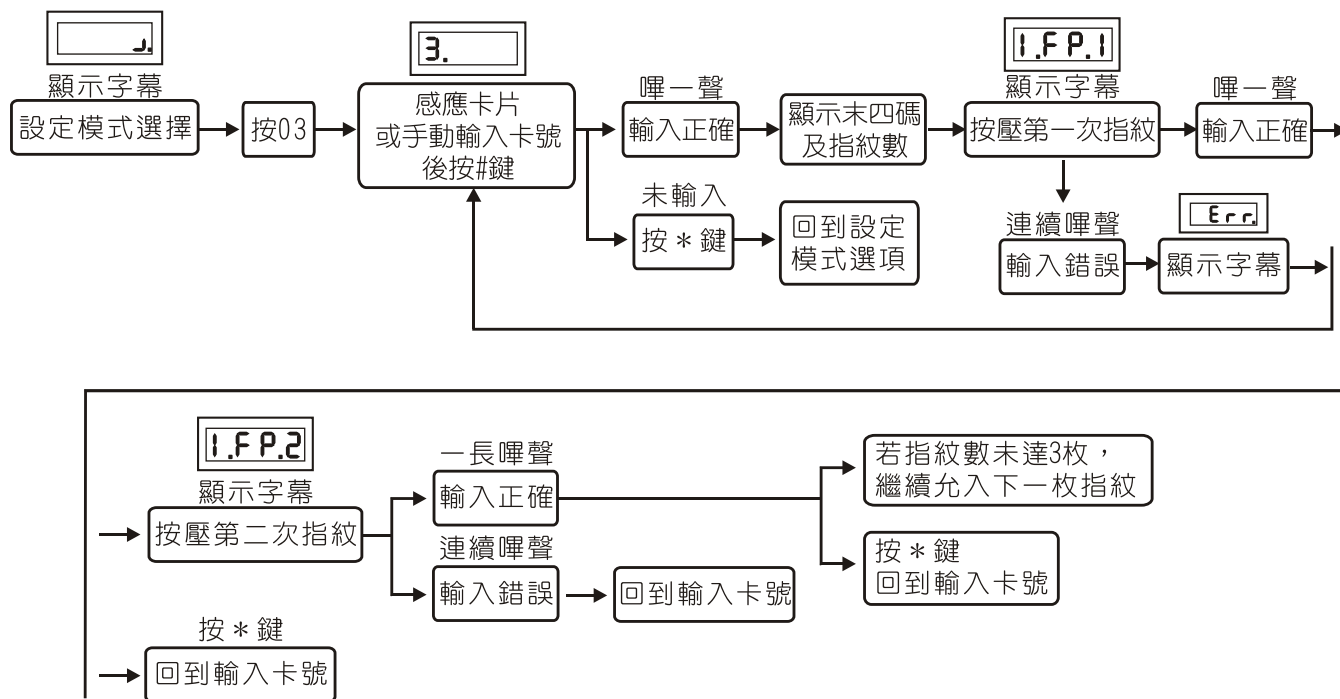 ㄐ.
顯示字幕
設定模式選擇
按03
3.
感應卡片
或手動輸入卡號
後按#鍵
嗶一聲
輸入正確
顯示末四碼
及指紋數
1.FP.1
顯示字幕
按壓第一次指紋
嗶一聲
輸入正確
未輸入
按＊鍵
回到設定
模式選項
連續嗶聲
輸入錯誤
Err.
顯示字幕
1.FP.2
顯示字幕
按壓第二次指紋
一長嗶聲
輸入正確
若指紋數未達3枚，
繼續允入下一枚指紋
按＊鍵
回到輸入卡號
連續嗶聲
輸入錯誤
回到輸入卡號
按＊鍵
回到輸入卡號